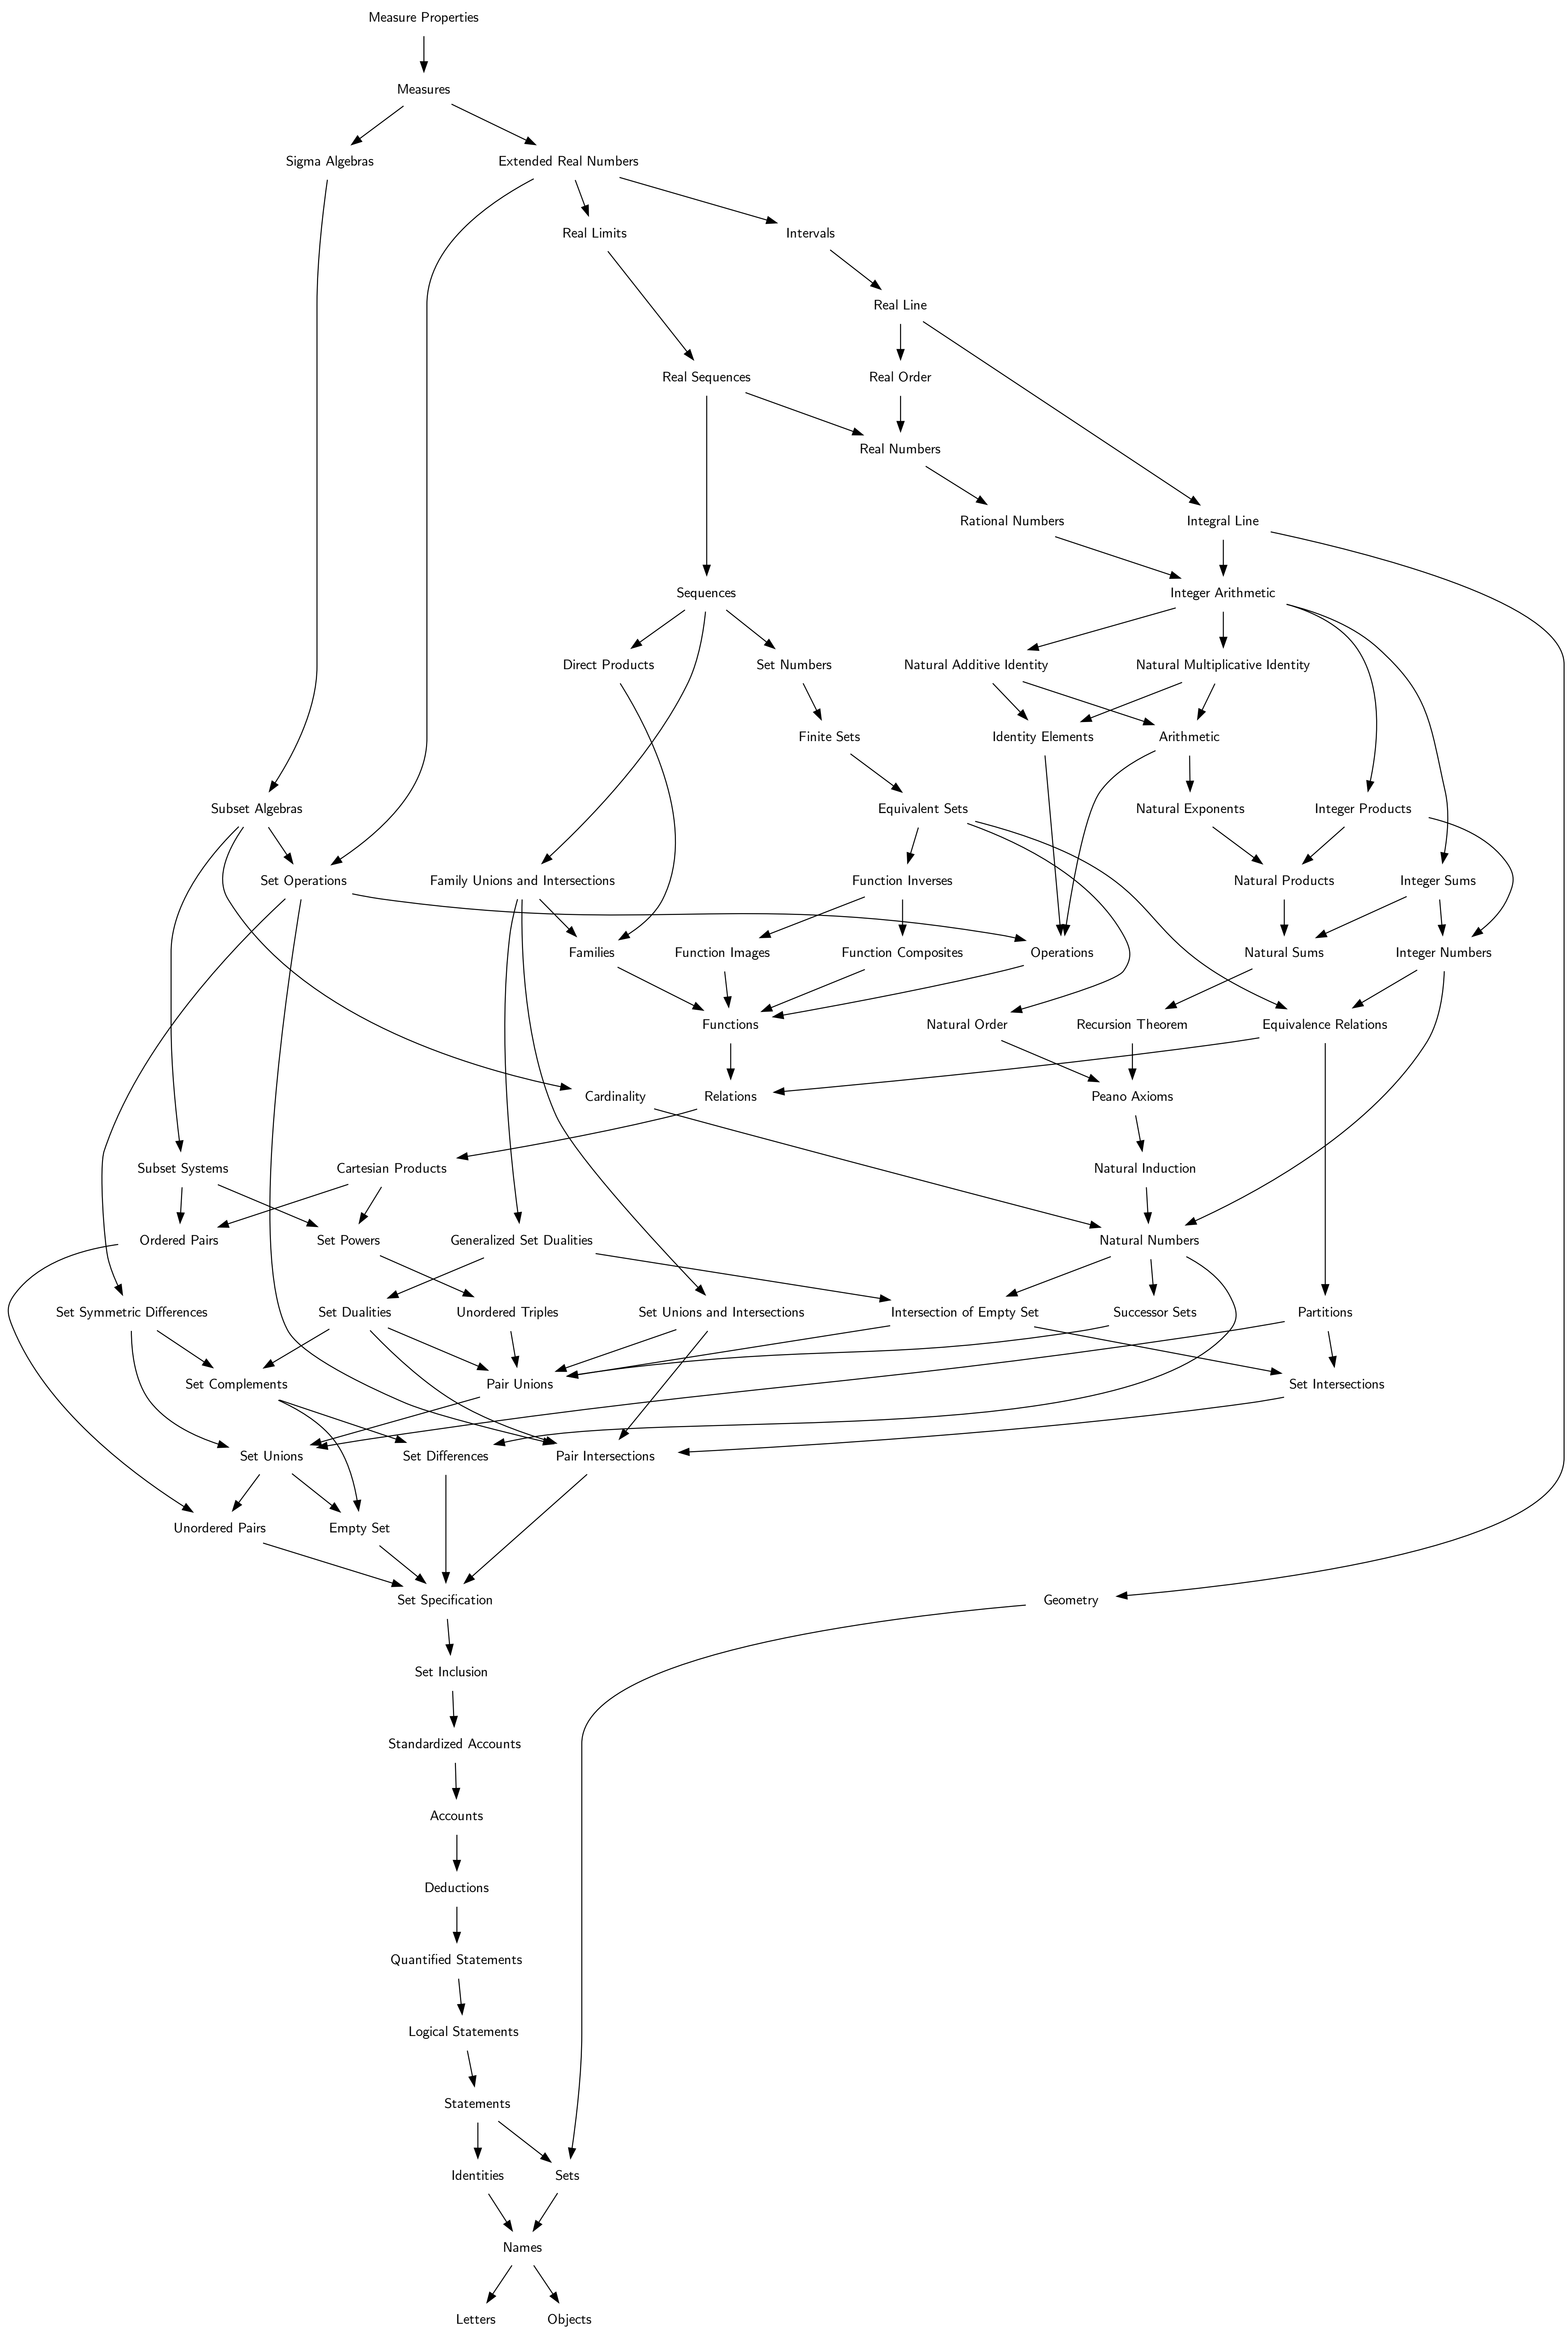 Measure Properties
Measures
Sigma Algebras
Extended Real Numbers
Real Limits
Intervals
Real Line
Real Sequences
Real Order
Real Numbers
Rational Numbers
Integral Line
Sequences
Integer Arithmetic
Direct Products
Set Numbers
Natural Additive Identity
Natural Multiplicative Identity
Finite Sets
Identity Elements
Arithmetic
Subset Algebras
Equivalent Sets
Natural Exponents
Integer Products
Set Operations
Family Unions and Intersections
Function Inverses
Natural Products
Integer Sums
Families
Function Images
Function Composites
Operations
Natural Sums
Integer Numbers
Functions
Natural Order
Recursion Theorem
Equivalence Relations
Cardinality
Relations
Peano Axioms
Subset Systems
Cartesian Products
Natural Induction
Ordered Pairs
Set Powers
Generalized Set Dualities
Natural Numbers
Set Symmetric Differences
Set Dualities
Unordered Triples
Set Unions and Intersections
Intersection of Empty Set
Successor Sets
Partitions
Set Complements
Pair Unions
Set Intersections
Set Unions
Set Differences
Pair Intersections
Unordered Pairs
Empty Set
Set Specification
Geometry
Set Inclusion
Standardized Accounts
Accounts
Deductions
Quantified Statements
Logical Statements
Statements
Identities
Sets
Names
Letters
Objects